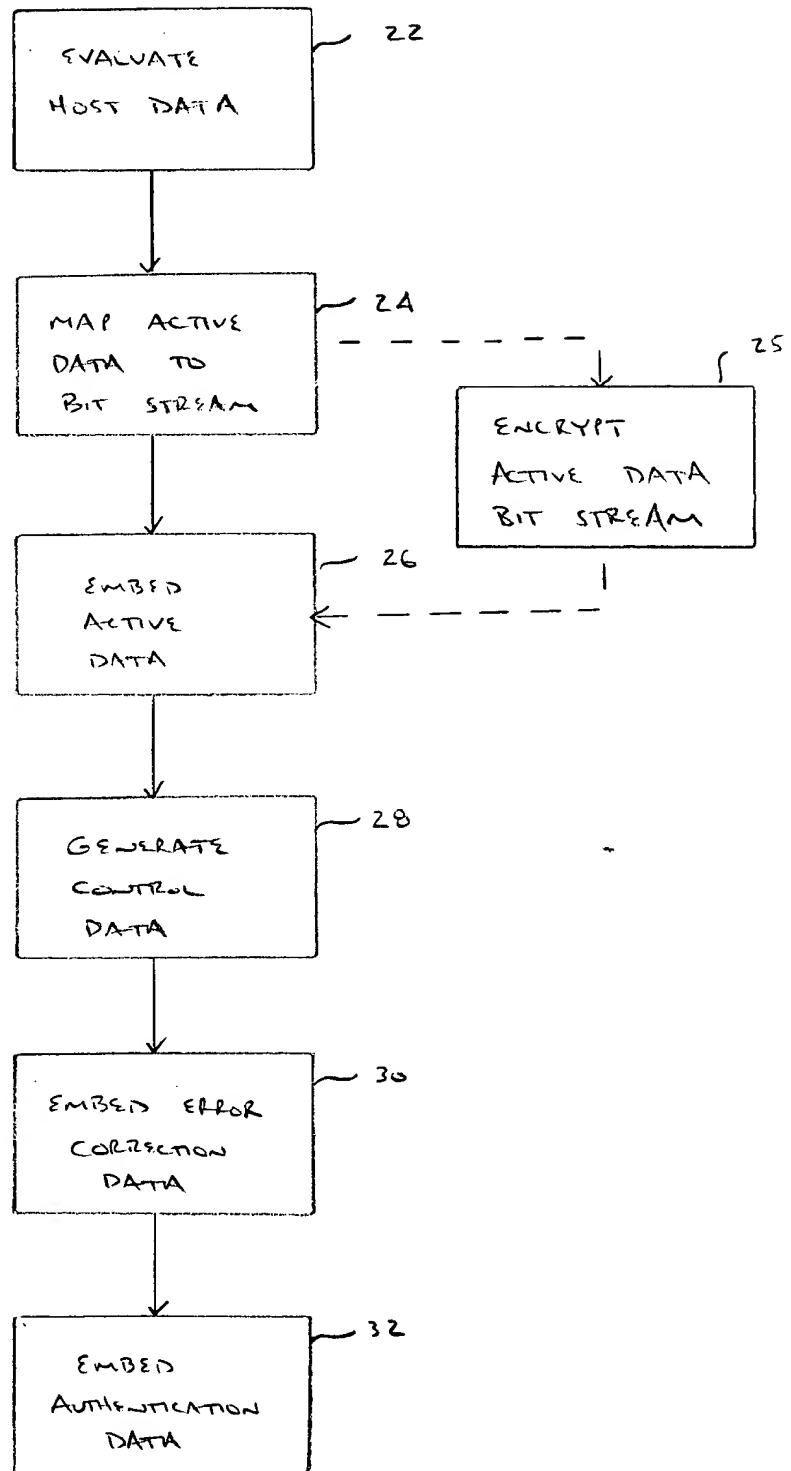 22
EVALUATE
HOST DATA
24
MAP ACTIVE
DATA TO
BIT STREAM
25
ENCRYPT
ACTIVE DATA
BIT STREAM
26
EMBED
ACTIVE
DATA
28
GENERATE
CONTROL
DATA
30
EMBED ERROR
CORRECTION
DATA
32
EMBED
AUTHENTICATION
DATA